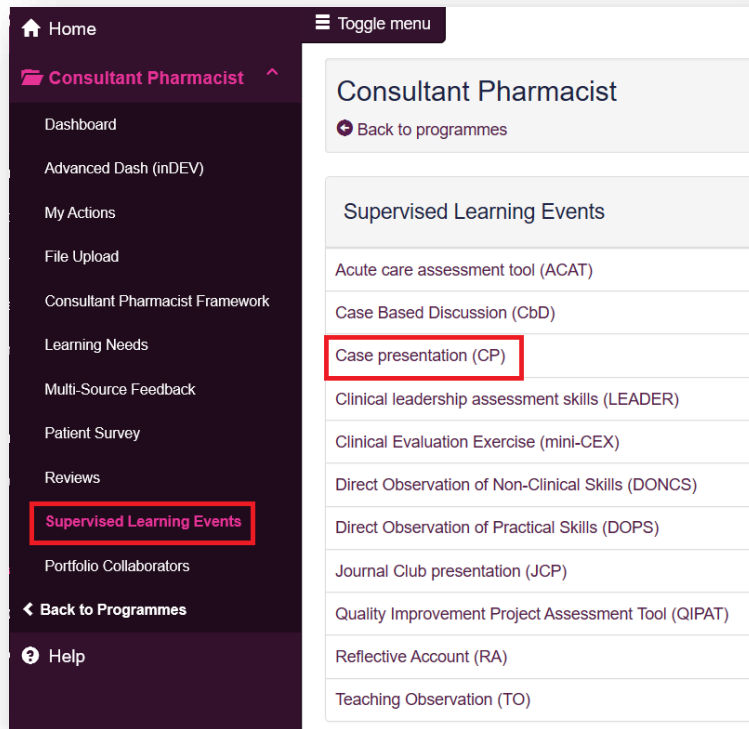 Home
Consultant Pharmacist
Dashboard
Advanced Dash (inDEV)
My Actions
File Upload
Consultant Pharmacist Framework
Learning Needs
Multi-Source Feedback
Patient Survey
Reviews
Supervised Learning Events
Portfolio Collaborators
Back to Programmes
Help
Toggle menu
Consultant Pharmacist
Back to programmes
Supervised Learning Events
Acute care assessment tool (ACAT)
Case Based Discussion (CbD)
Case presentation (CP)
Clinical leadership assessment skills (LEADER)
Clinical Evaluation Exercise (mini-CEX)
Direct Observation of Non-Clinical Skills (DONCS)
Direct Observation of Practical Skills (DOPS)
Journal Club presentation (JCP)
Quality Improvement Project Assessment Tool (QIPAT)
Reflective Account (RA)
Teaching Observation (TO)